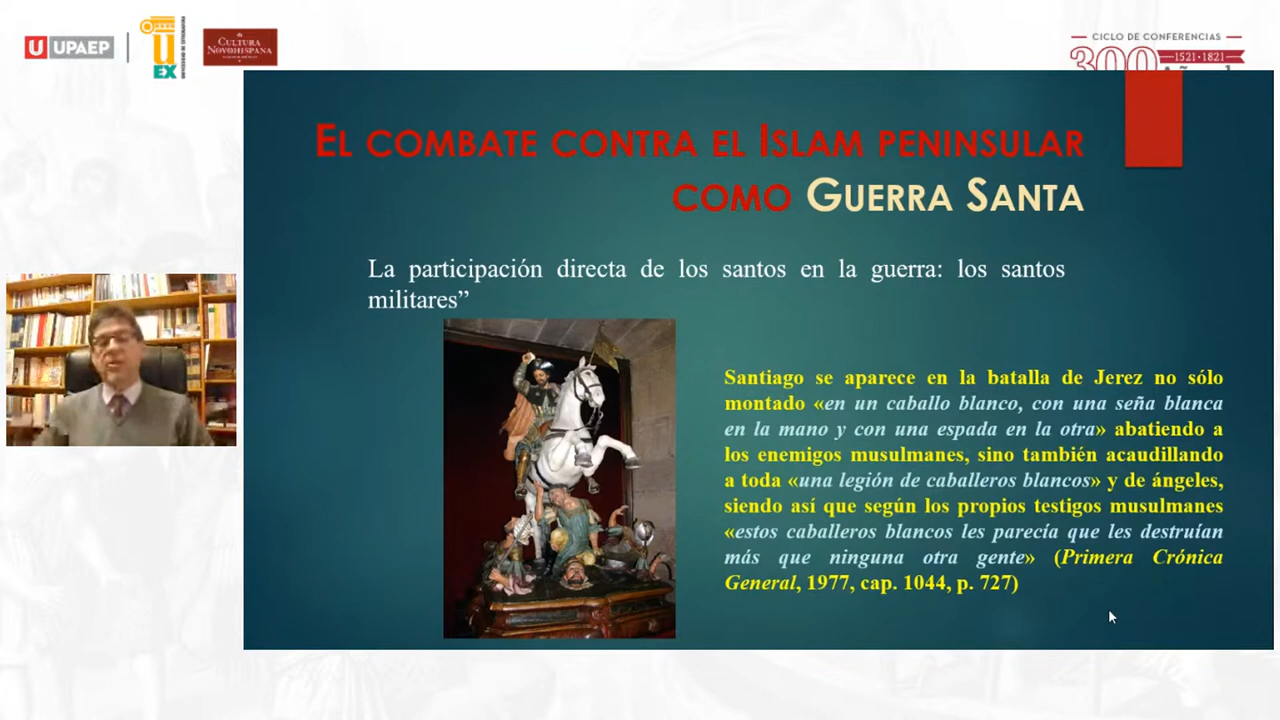 U UPAEP
UEX
CULTURA
NOVOHISPANA
CICLO DE CONFERENCIAS
300
1521•1821
EL COMBATE CONTRA EL ISLAM PENINSULAR
COMO GUERRA SANTA
La participación directa de los santos en la guerra: los santos
militares”
Santiago se aparece en la batalla de Jerez no sólo
montado «en un caballo blanco, con una seña blanca
en la mano y con una espada en la otra» abatiendo a
los enemigos musulmanes, sino también acaudillando
a toda «una legión de caballeros blancos» y de ángeles,
siendo así que según los propios testigos musulmanes
«estos caballeros blancos les parecía que les destruían
más que ninguna otra gente» (Primera Crónica
General, 1977, cap. 1044, p. 727)